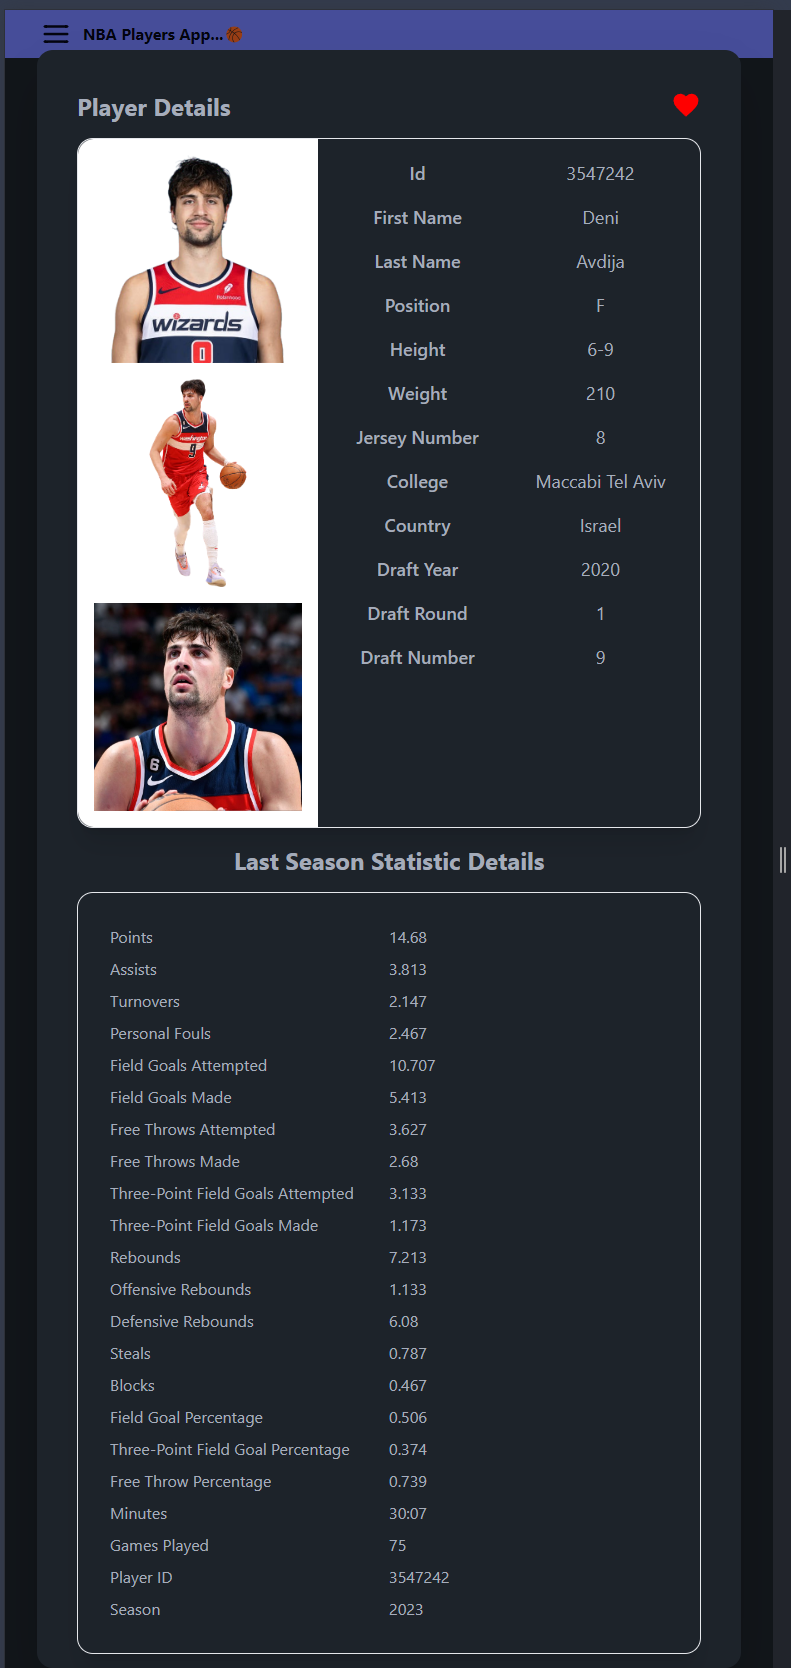 NBA Players App...
Player Details
wizards
Washington
9
6
Id 3547242
First Name Deni
Last Name Avdija
Position F
Height 6-9
Weight 210
Jersey Number 8
College Maccabi Tel Aviv
Country Israel
Draft Year 2020
Draft Round 1
Draft Number 9
Last Season Statistic Details
Points 14.68
Assists 3.813
Turnovers 2.147
Personal Fouls 2.467
Field Goals Attempted 10.707
Field Goals Made 5.413
Free Throws Attempted 3.627
Free Throws Made 2.68
Three-Point Field Goals Attempted 3.133
Three-Point Field Goals Made 1.173
Rebounds 7.213
Offensive Rebounds 1.133
Defensive Rebounds 6.08
Steals 0.787
Blocks 0.467
Field Goal Percentage 0.506
Three-Point Field Goal Percentage 0.374
Free Throw Percentage 0.739
Minutes 30:07
Games Played 75
Player ID 3547242
Season 2023